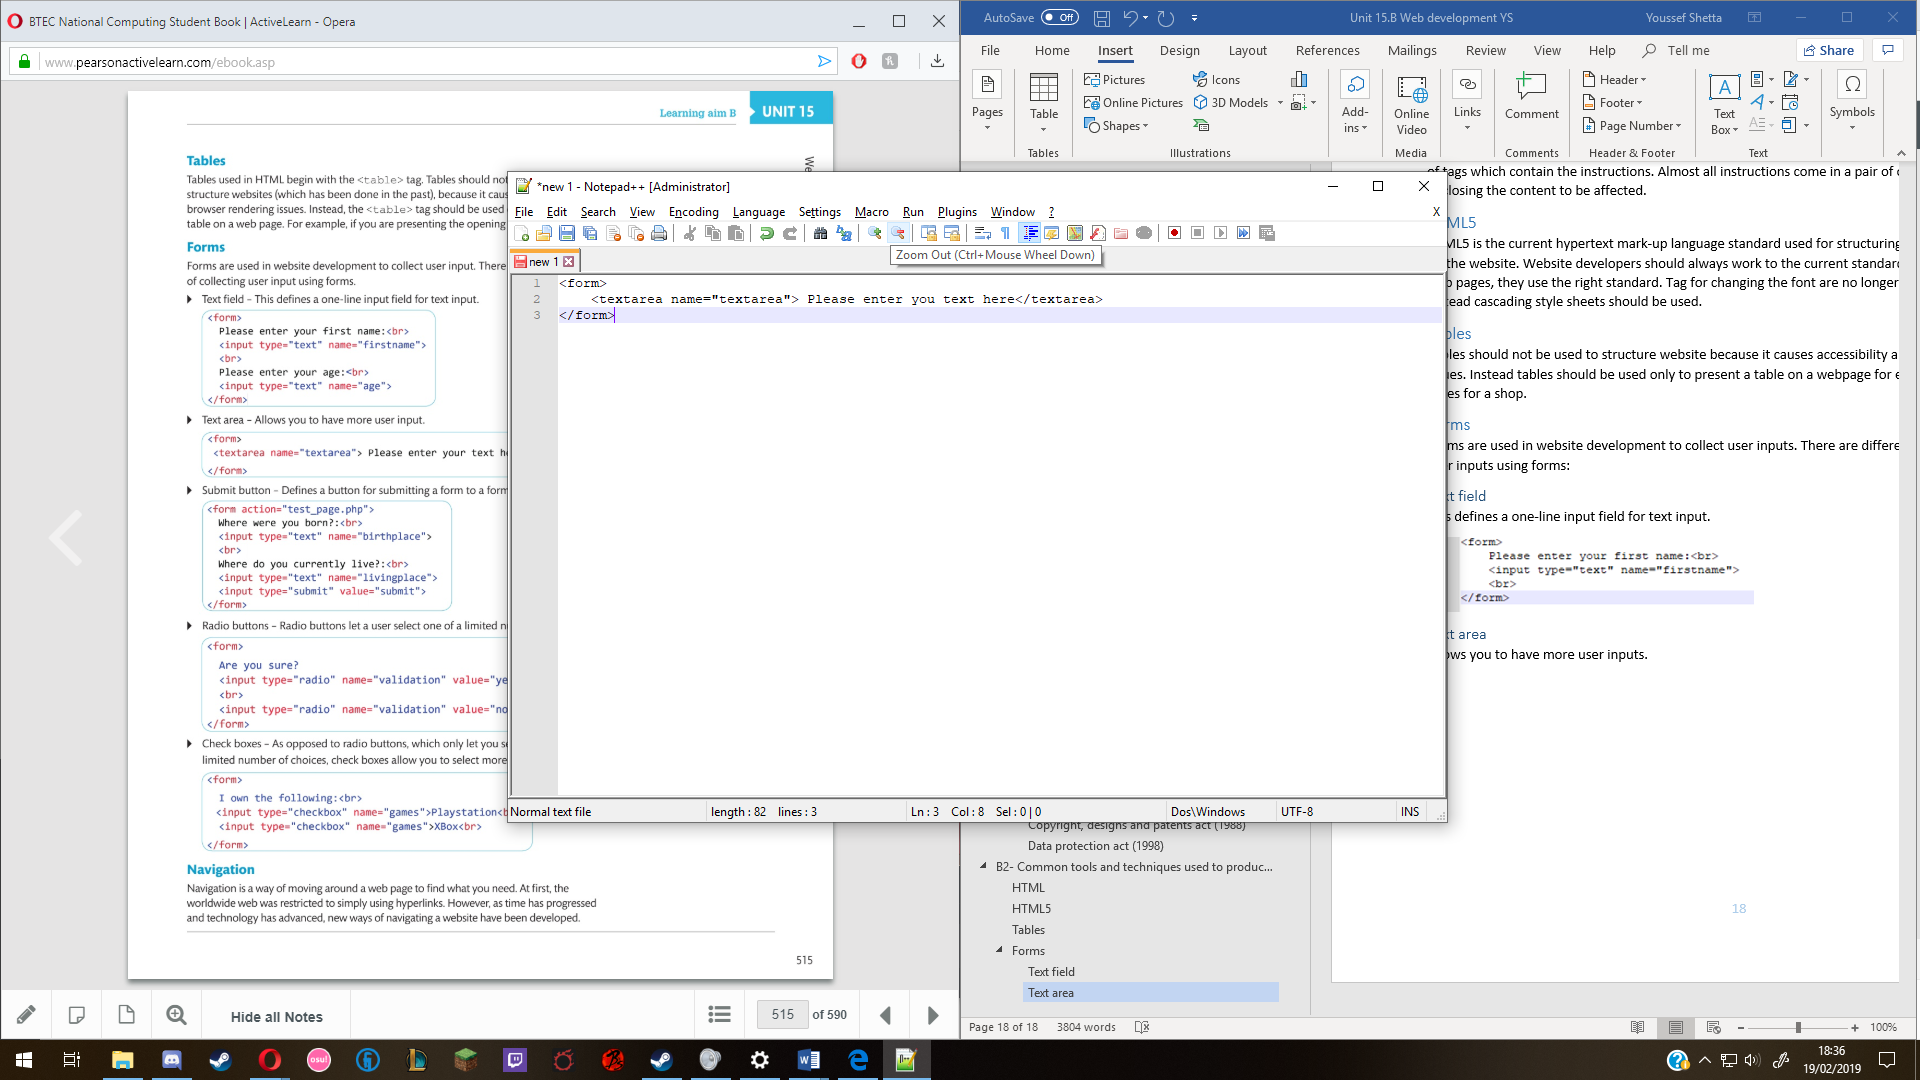 BTEC National Computing Student Book | ActiveLearn - Opera
www.pearsonactivelearn.com/ebook.asp
Learning aim B
UNIT 15
We
Tables
Tables used in HTML begin with the <table> tag. Tables should not
structure websites (which has been done in the past), because it caus
browser rendering issues. Instead, the <table> tag should be used
table on a web page. For example, if you are presenting the opening
Forms
Forms are used in website development to collect user input. There
of collecting user input using forms.
Text field – This defines a one-line input field for text input.
<form>
Please enter your first name:<br>
<input type="text" name="firstname">
<br>
Please enter your age:<br>
<input type="text" name="age">
</form>
Text area – Allows you to have more user input.
<form>
<textarea name="textarea"> Please enter your text h
</form>
Submit button – Defines a button for submitting a form to a form
<form action="test_page.php">
Where were you born?:<br>
<input type="text" name="birthplace">
<br>
Where do you currently live?:<br>
<input type="text" name="livingplace">
<input type="submit" value="submit">
</form>
Radio buttons – Radio buttons let a user select one of a limited n
<form>
Are you sure?
<input type="radio" name="validation" value="ye
<br>
<input type="radio" name="validation" value="no
</form>
Check boxes – As opposed to radio buttons, which only let you s
limited number of choices, check boxes allow you to select more
<form>
I own the following:<br>
<input type="checkbox" name="games">Playstation<b
<input type="checkbox" name="games">XBox<br>
</form>
Navigation
Navigation is a way of moving around a web page to find what you need. At first, the
worldwide web was restricted to simply using hyperlinks. However, as time has progressed
and technology has advanced, new ways of navigating a website have been developed.
515
Hide all Notes
515 of 590
*new 1 - Notepad++ [Administrator]
File Edit Search View Encoding Language Settings Macro Run Plugins Window ? X
Zoom Out (Ctrl+Mouse Wheel Down)
new 1
1 <form>
2 <textarea name="textarea"> Please enter you text here</textarea>
3 </form>
Normal text file length : 82 lines : 3 Ln : 3 Col : 8 Sel : 0 | 0 Dos\Windows UTF-8 INS
AutoSave Off Unit 15.B Web development YS Youssef Shetta
File Home Insert Design Layout References Mailings Review View Help Tell me Share
Pages
Table
Tables
Pictures
Online Pictures
Shapes
Icons
3D Models
Illustrations
Add-
ins
Online
Video
Media
Links
Comment
Comments
Header
Footer
Page Number
Header & Footer
Text
Box
Text
Symbols
of tags which contain the instructions. Almost all instructions come in a pair of
closing the content to be affected.
ML5
ML5 is the current hypertext mark-up language standard used for structuring
the website. Website developers should always work to the current standar
pages, they use the right standard. Tag for changing the font are no longer
ead cascading style sheets should be used.
bles
les should not be used to structure website because it causes accessibility a
es. Instead tables should be used only to present a table on a webpage for e
es for a shop.
rms
ms are used in website development to collect user inputs. There are differe
r inputs using forms:
t field
s defines a one-line input field for text input.
<form>
Please enter your first name:<br>
<input type="text" name="firstname">
<br>
</form>
xt area
ows you to have more user inputs.
18
Copyright, designs and patents act (1988)
Data protection act (1998)
B2- Common tools and techniques used to produc...
HTML
HTML5
Tables
Forms
Text field
Text area
Page 18 of 18 3804 words 100%
osu!
18:36
19/02/2019